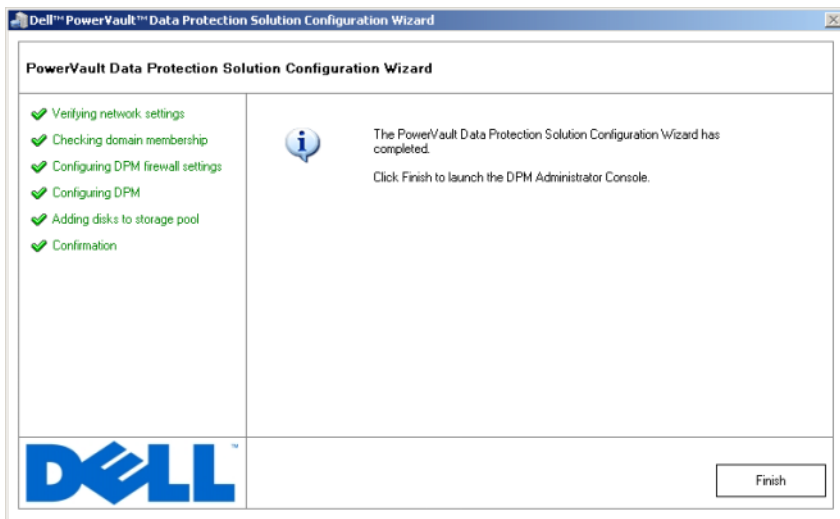 Dell™ PowerVault™ Data Protection Solution Configuration Wizard
PowerVault Data Protection Solution Configuration Wizard
Verifying network settings
Checking domain membership
Configuring DPM firewall settings
Configuring DPM
Adding disks to storage pool
Confirmation
The PowerVault Data Protection Solution Configuration Wizard has
completed.
Click Finish to launch the DPM Administrator Console.
DELL™
Finish